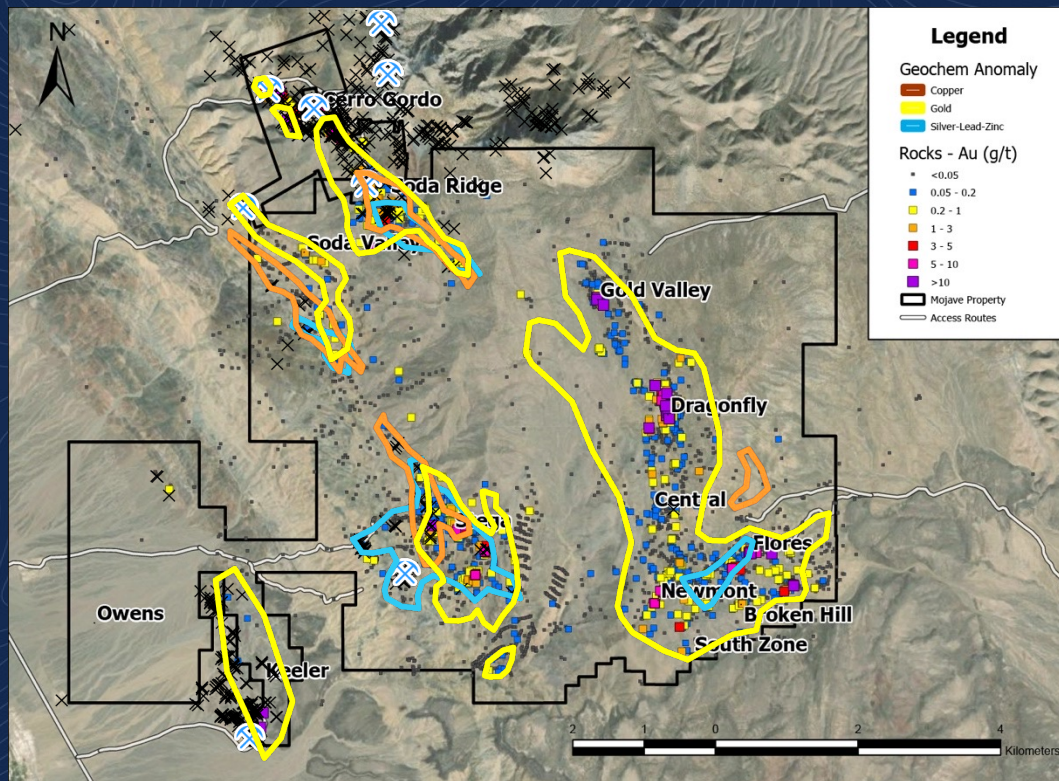 N
Legend
Geochem Anomaly
Copper
Gold
Silver-Lead-Zinc
Rocks - Au (g/t)
<0.05
0.05 - 0.2
0.2 - 1
1 - 3
3 - 5
5 - 10
>10
Mojave Property
Access Routes
Cerro Gordo
Soda Ridge
Soda Valley
Gold Valley
Dragonfly
Central
Flores
Newmont
Broken Hill
South Zone
Owens
Keeler
2 1 0 2 4
Kilometers